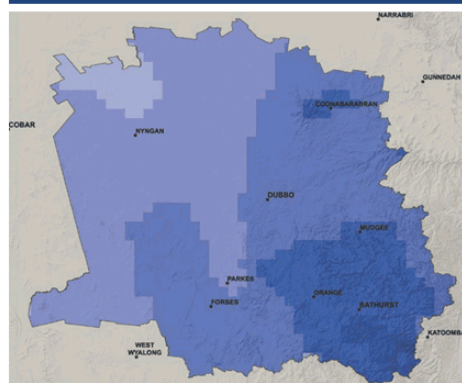 NARRABRI
GUNNEDAH
COONABARABRAN
COBAR
NYNGAN
DUBBO
MUDGEE
PARKES
ORANGE
FORBES
BATHURST
KATOOMBA
WEST
WYALONG